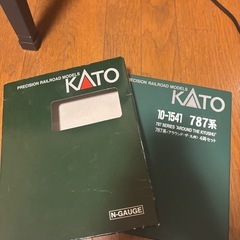 PRECISION RAILROAD MODELS
KATO
N-GAUGE
PRECISION RAILROAD MODELS
KATO
10-1541 787系
787 SERIES "AROUND THE KYUSHU"
787系〈アラウンド・ザ・九州〉 4両セット